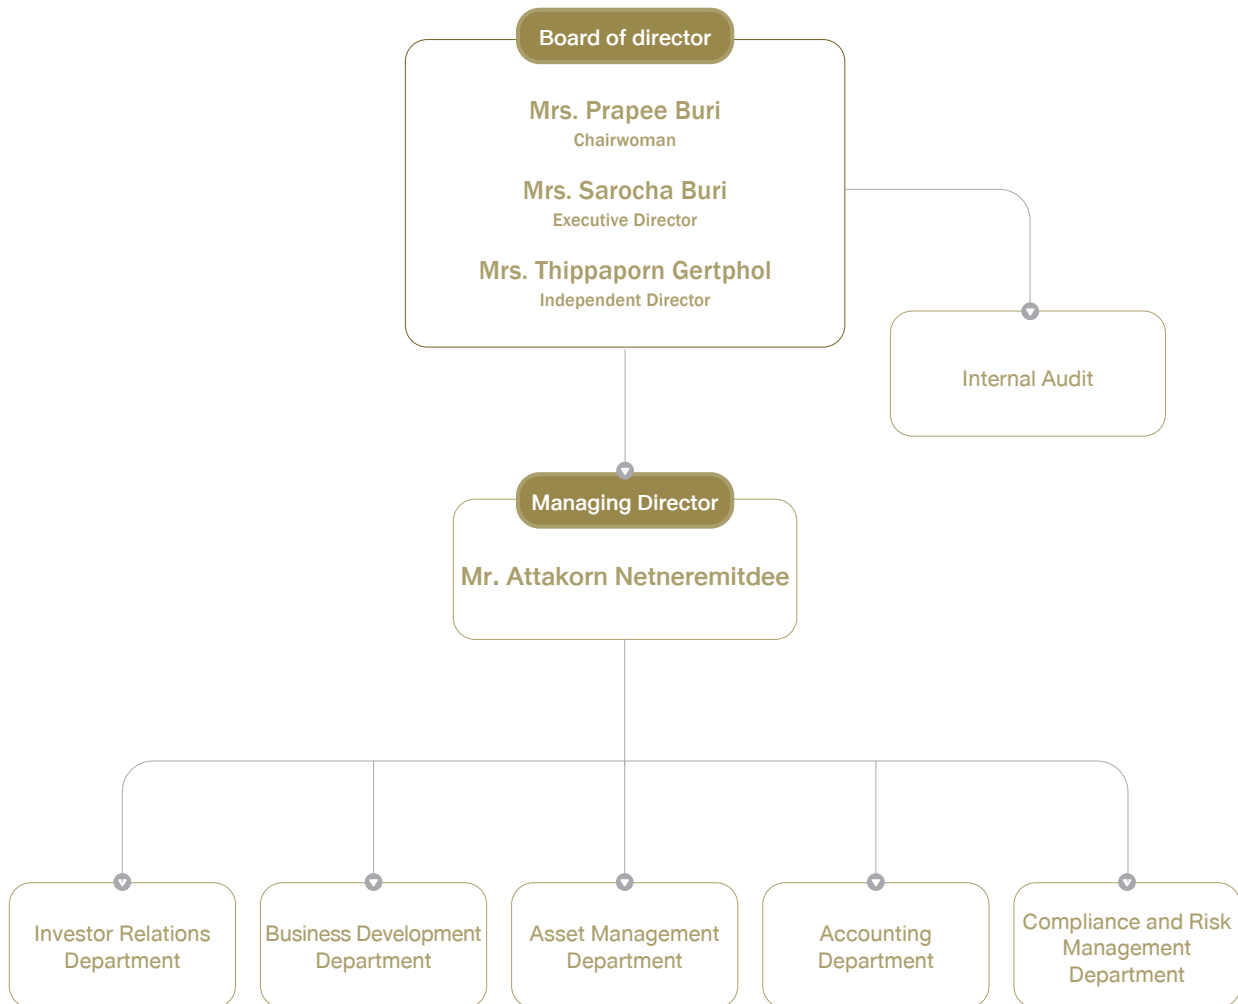 Board of director
Mrs. Prapee Buri
Chairwoman
Mrs. Sarocha Buri
Executive Director
Mrs. Thippaporn Gertphol
Independent Director
Internal Audit
Managing Director
Mr. Attakorn Netneremitdee
Investor Relations
Department
Business Development
Department
Asset Management
Department
Accounting
Department
Compliance and Risk
Management
Department